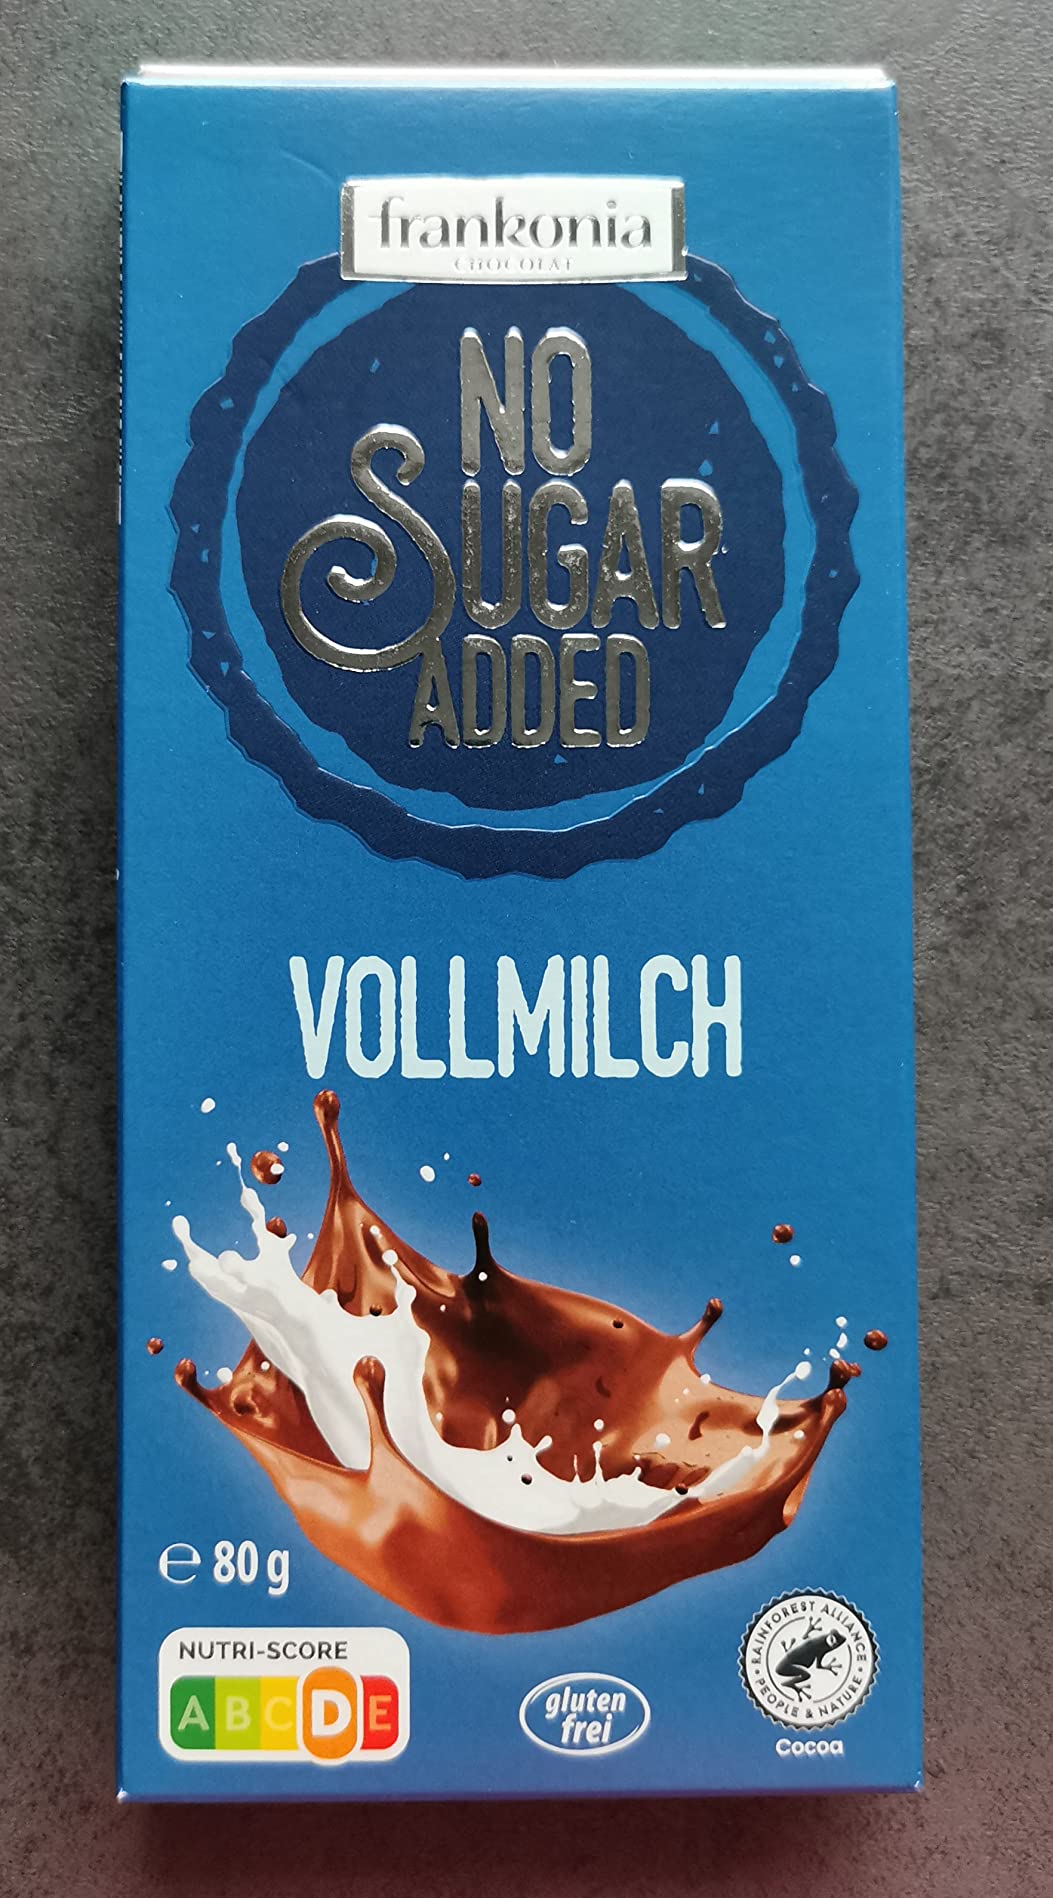 frankonia
CHOCOLAT
NO
SUGAR
ADDED
VOLLMILCH
℮ 80 g
NUTRI-SCORE
A B C D E
gluten
frei
RAINFOREST ALLIANCE
PEOPLE & NATURE
Cocoa